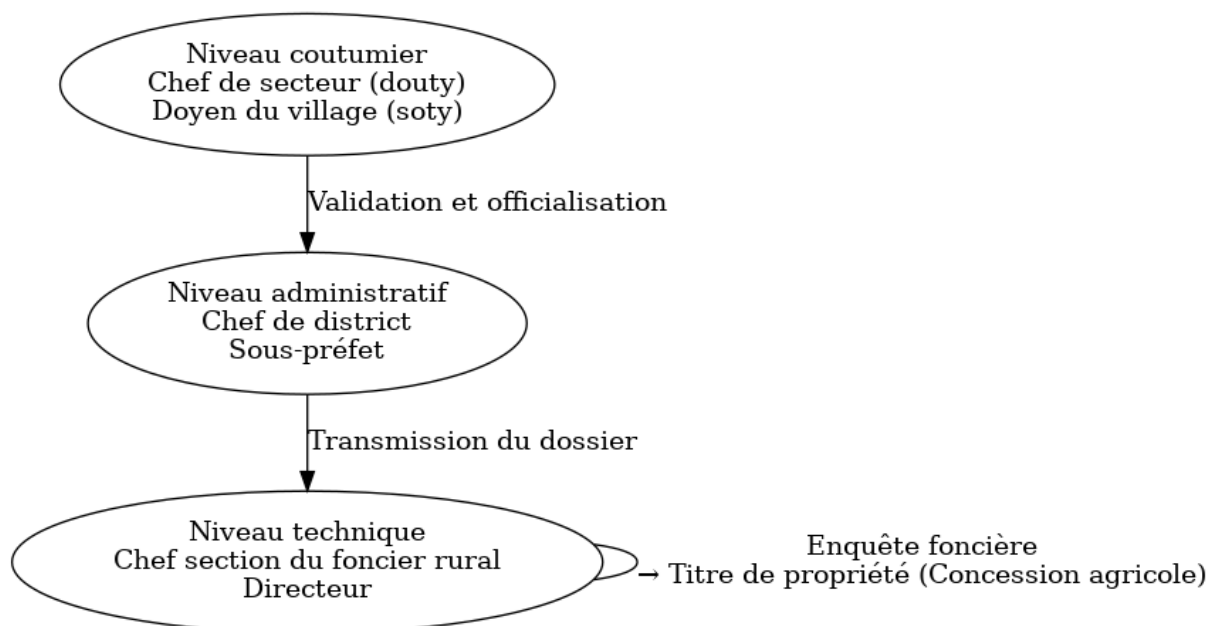 Niveau coutumier
Chef de secteur (douty)
Doyen du village (soty)
Validation et officialisation
Niveau administratif
Chef de district
Sous-préfet
Transmission du dossier
Niveau technique
Chef section du foncier rural
Directeur
Enquête foncière
→ Titre de propriété (Concession agricole)